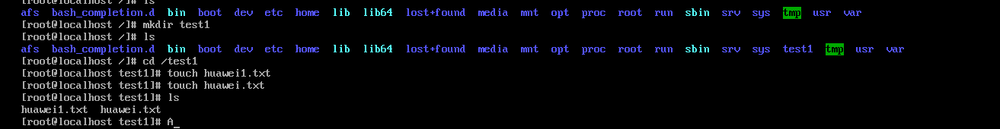 [root@localhost /]# ls
afs bash_completion.d bin boot dev etc home lib lib64 lost+found media mnt opt proc root run sbin srv sys tmp usr var
[root@localhost /]# mkdir test1
[root@localhost /]# ls
afs bash_completion.d bin boot dev etc home lib lib64 lost+found media mnt opt proc root run sbin srv sys test1 tmp usr var
[root@localhost /]# cd /test1
[root@localhost test1]# touch huawei1.txt
[root@localhost test1]# touch huawei.txt
[root@localhost test1]# ls
huawei1.txt huawei.txt
[root@localhost test1]# A_